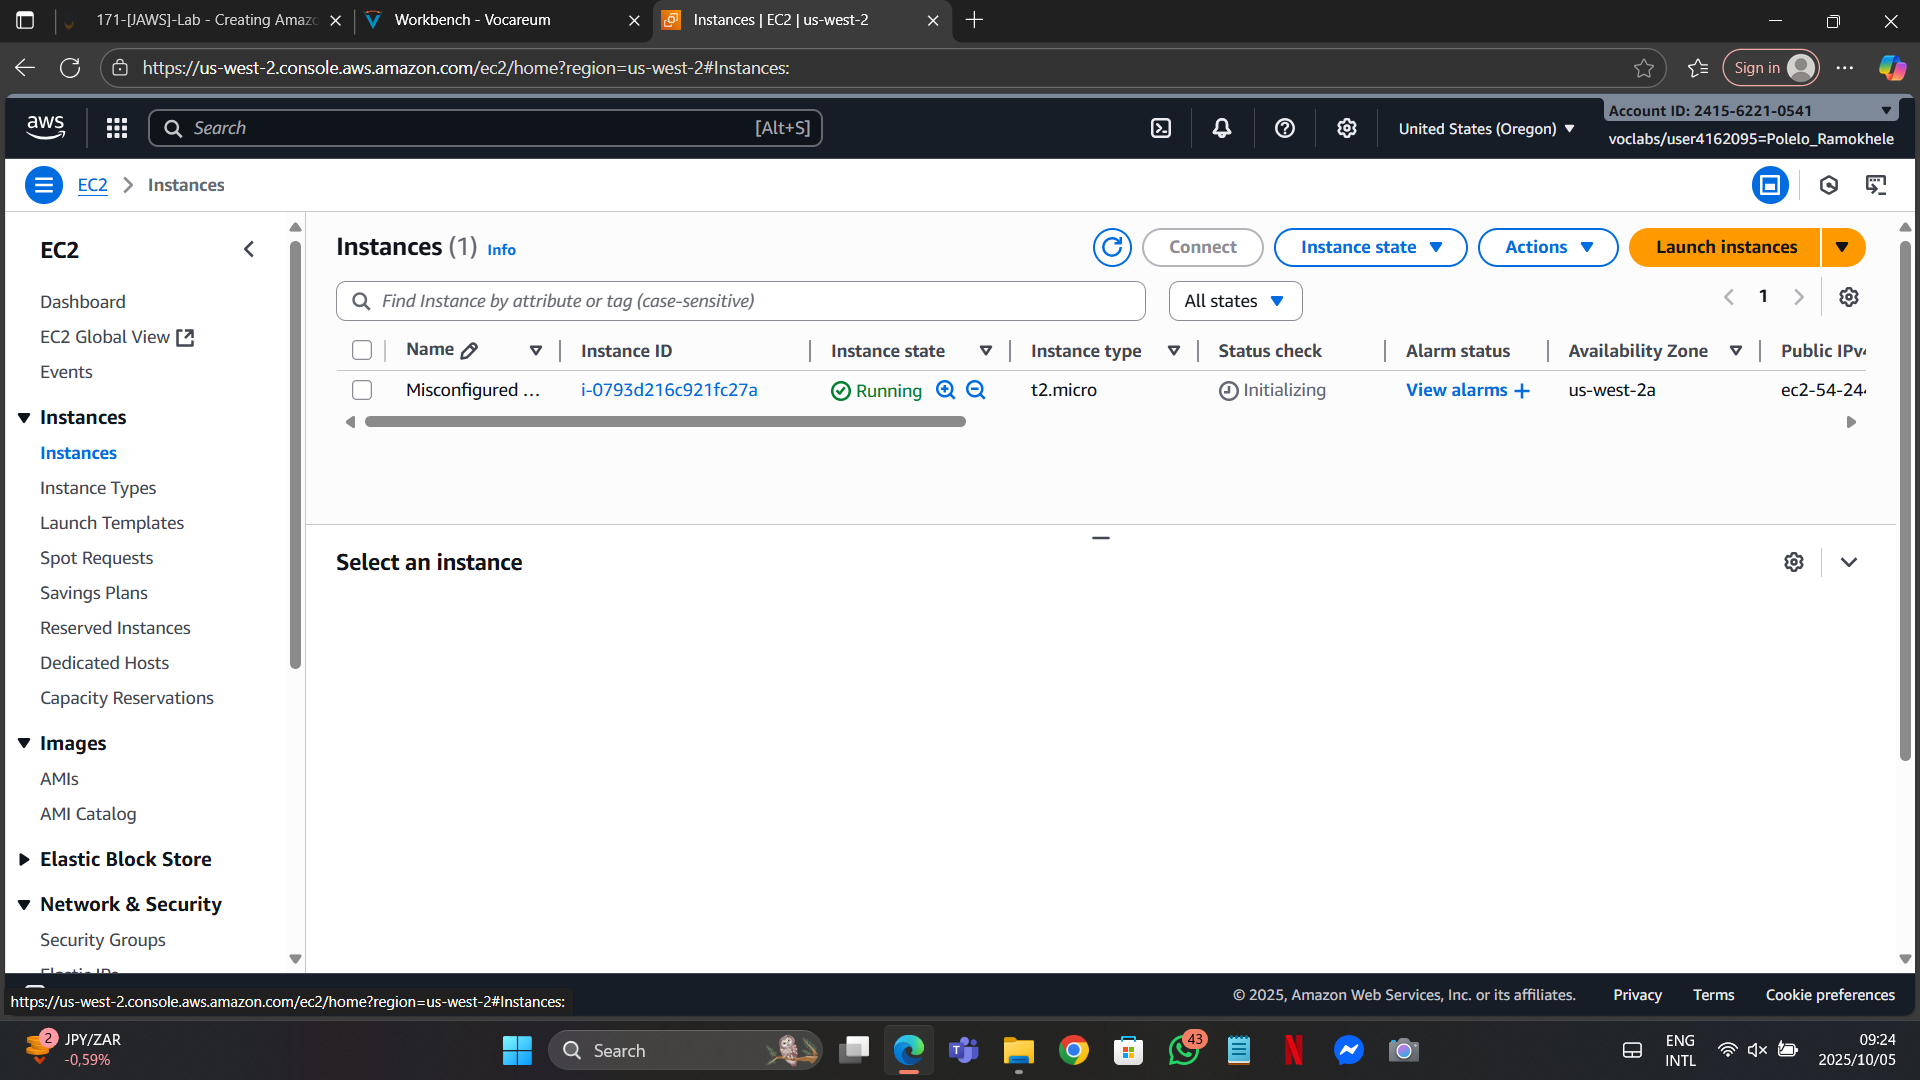 171-[JAWS]-Lab - Creating Amazo
Workbench - Vocareum
Instances | EC2 | us-west-2
https://us-west-2.console.aws.amazon.com/ec2/home?region=us-west-2#Instances:
Sign in
aws
Search
[Alt+S]
United States (Oregon)
Account ID: 2415-6221-0541
voclabs/user4162095=Polelo_Ramokhele
EC2
Instances
EC2
Dashboard
EC2 Global View
Events
Instances
Instances
Instance Types
Launch Templates
Spot Requests
Savings Plans
Reserved Instances
Dedicated Hosts
Capacity Reservations
Images
AMIs
AMI Catalog
Elastic Block Store
Network & Security
Security Groups
Elastic IPs
Instances (1) Info
Connect
Instance state
Actions
Launch instances
Find Instance by attribute or tag (case-sensitive)
All states
1
Name
Instance ID
Instance state
Instance type
Status check
Alarm status
Availability Zone
Public IPv4
Misconfigured ...
i-0793d216c921fc27a
Running
t2.micro
Initializing
View alarms +
us-west-2a
ec2-54-244
Select an instance
https://us-west-2.console.aws.amazon.com/ec2/home?region=us-west-2#Instances:
© 2025, Amazon Web Services, Inc. or its affiliates.
Privacy
Terms
Cookie preferences
2
JPY/ZAR
-0,59%
Search
43
ENG
INTL
09:24
2025/10/05